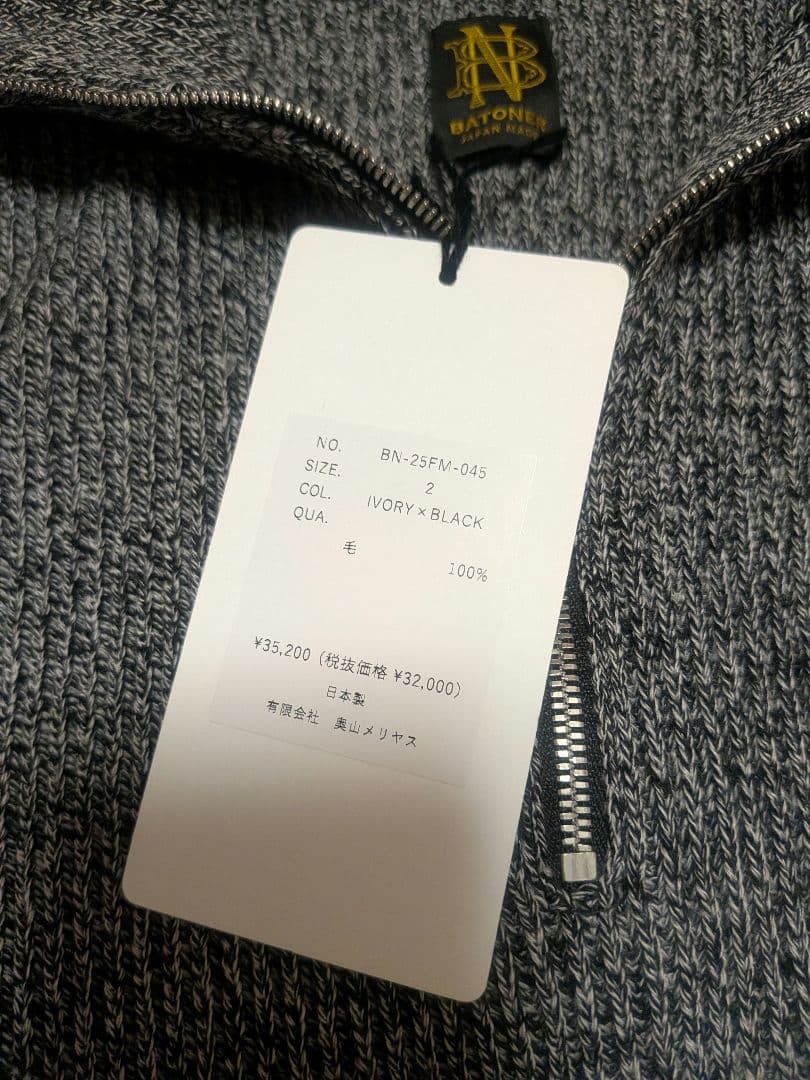 NB
BATONER
JAPAN MADE
NO. BN-25FM-045
SIZE. 2
COL. IVORY×BLACK
QUA.
毛 100%
¥35,200 (税抜価格 ¥32,000)
日本製
有限会社 奥山メリヤス